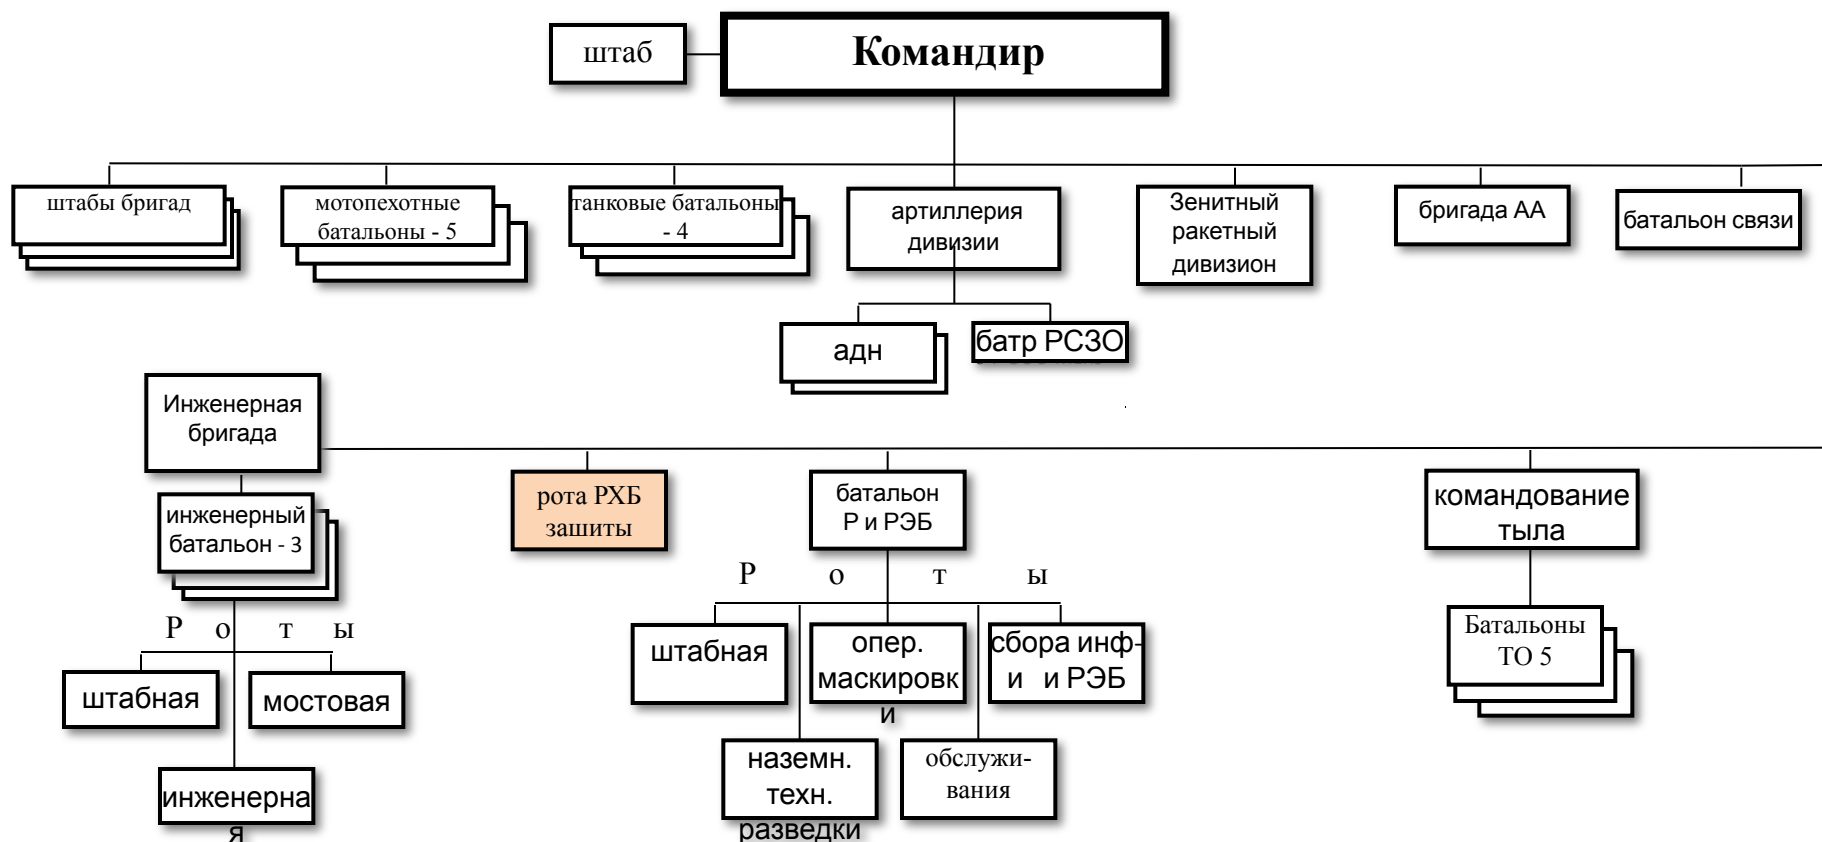 штаб
Командир
штабы бригад
мотопехотные
батальоны - 5
танковые батальоны
- 4
артиллерия
дивизии
Зенитный
ракетный
дивизион
бригада АА
батальон связи
адн
батр РСЗО
Инженерная
бригада
инженерный
батальон - 3
рота РХБ
зашиты
батальон
Р и РЭБ
командование
тыла
Р о т ы
штабная
мостовая
инженерна
я
Р о т ы
штабная
опер.
маскировк
и
сбора инф-
и и РЭБ
наземн.
техн.
разведки
обслужи-
вания
Батальоны
ТО 5